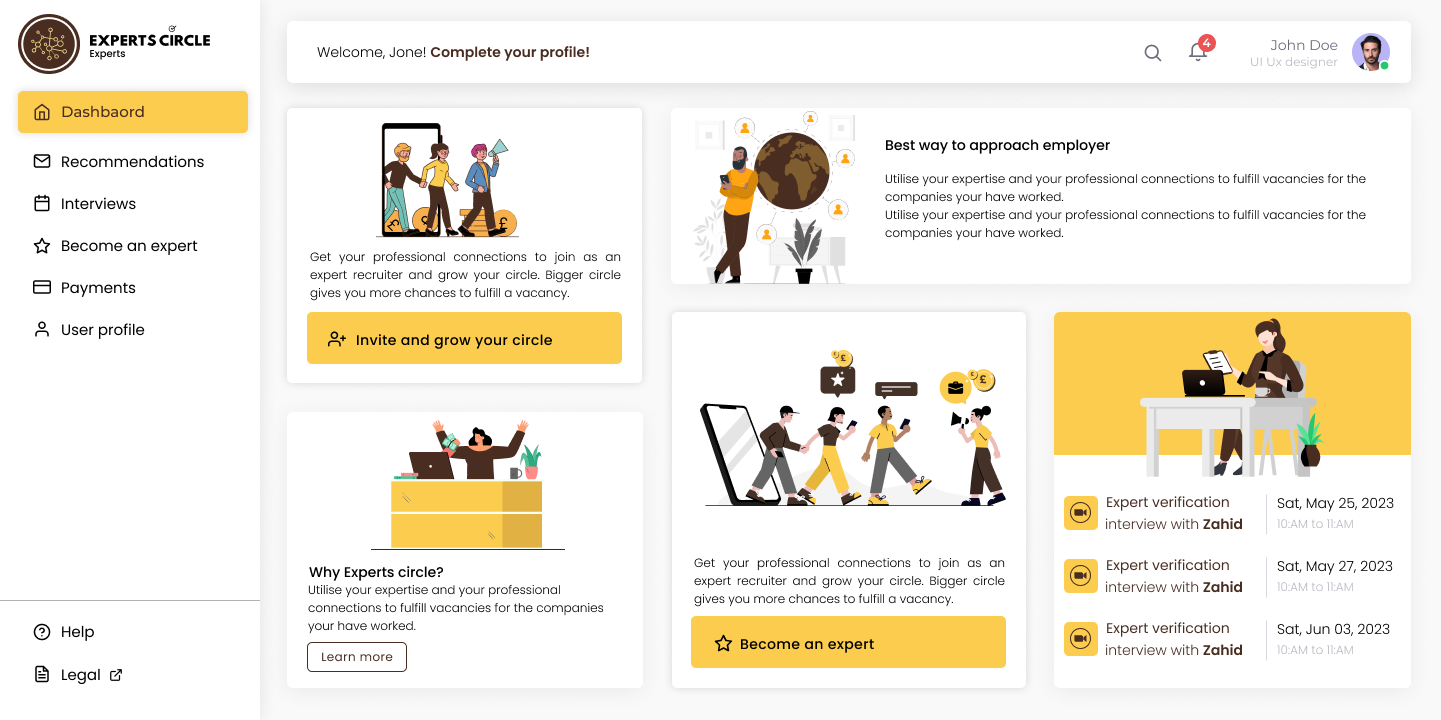 EXPERTS CIRCLE
Experts
Dashbaord
Recommendations
Interviews
Become an expert
Payments
User profile
Help
Legal
Welcome, Jone! Complete your profile!
4
John Doe
UI Ux designer
Get your professional connections to join as an
expert recruiter and grow your circle. Bigger circle
gives you more chances to fulfill a vacancy.
Invite and grow your circle
Best way to approach employer
Utilise your expertise and your professional connections to fulfill vacancies for the
companies your have worked.
Utilise your expertise and your professional connections to fulfill vacancies for the
companies your have worked.
Why Experts circle?
Utilise your expertise and your professional
connections to fulfill vacancies for the companies
your have worked.
Learn more
Get your professional connections to join as an
expert recruiter and grow your circle. Bigger circle
gives you more chances to fulfill a vacancy.
Become an expert
Expert verification
interview with Zahid
Sat, May 25, 2023
10:AM to 11:AM
Expert verification
interview with Zahid
Sat, May 27, 2023
10:AM to 11:AM
Expert verification
interview with Zahid
Sat, Jun 03, 2023
10:AM to 11:AM